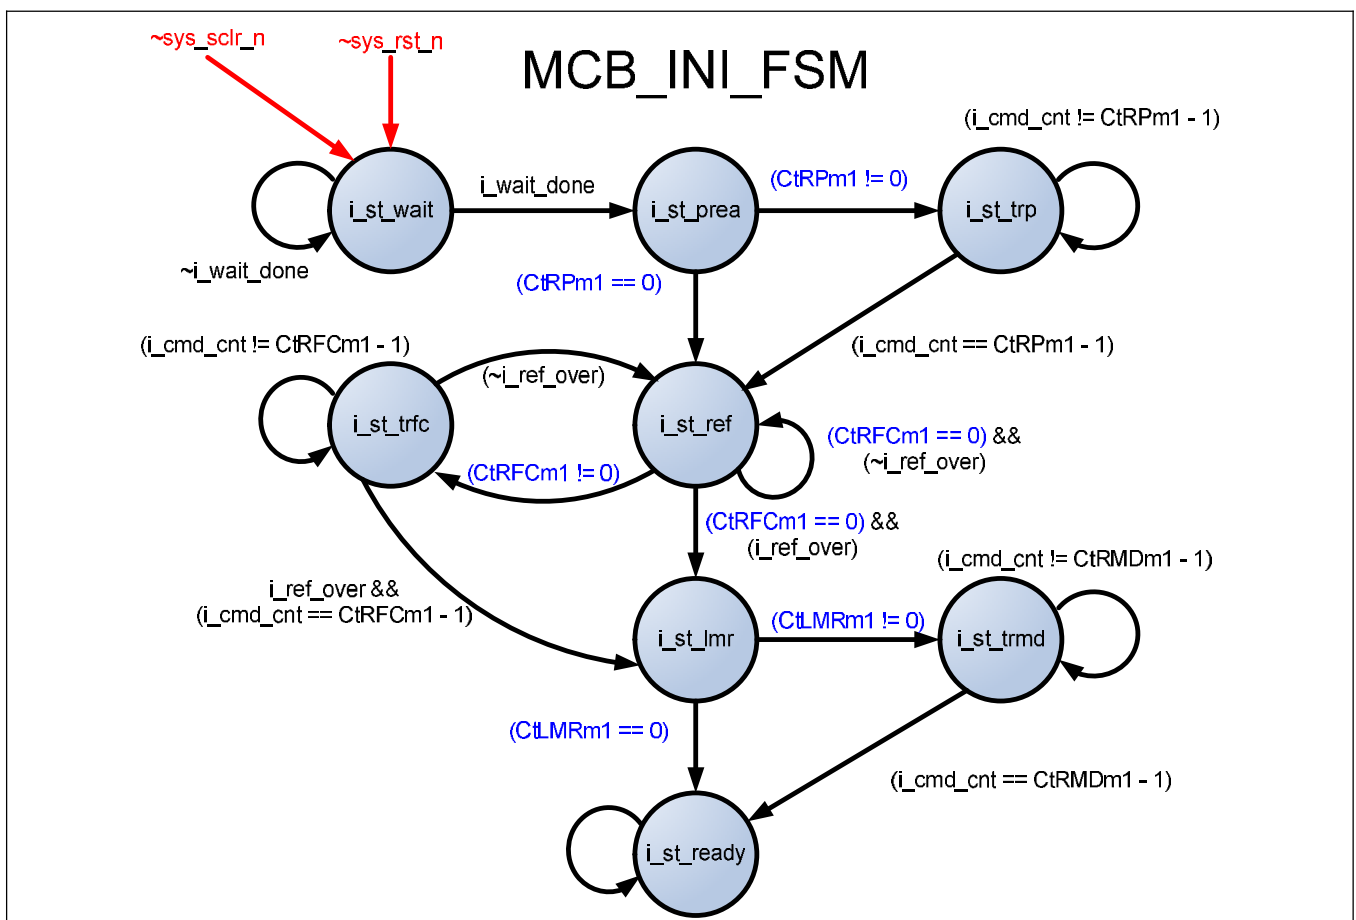 ~sys_sclr_n
~sys_rst_n
MCB_INI_FSM
(i_cmd_cnt != CtRPm1 - 1)
i_st_wait
i_wait_done
i_st_prea
(CtRPm1 != 0)
i_st_trp
~i_wait_done
(CtRPm1 == 0)
(i_cmd_cnt != CtRFCm1 - 1)
(~i_ref_over)
(i_cmd_cnt == CtRPm1 - 1)
i_st_trfc
i_st_ref
(CtRFCm1 == 0) &&
(~i_ref_over)
(CtRFCm1 != 0)
(CtRFCm1 == 0) &&
(i_ref_over)
(i_cmd_cnt != CtRMDm1 - 1)
i_ref_over &&
(i_cmd_cnt == CtRFCm1 - 1)
i_st_lmr
(CtLMRm1 != 0)
i_st_trmd
(CtLMRm1 == 0)
(i_cmd_cnt == CtRMDm1 - 1)
i_st_ready